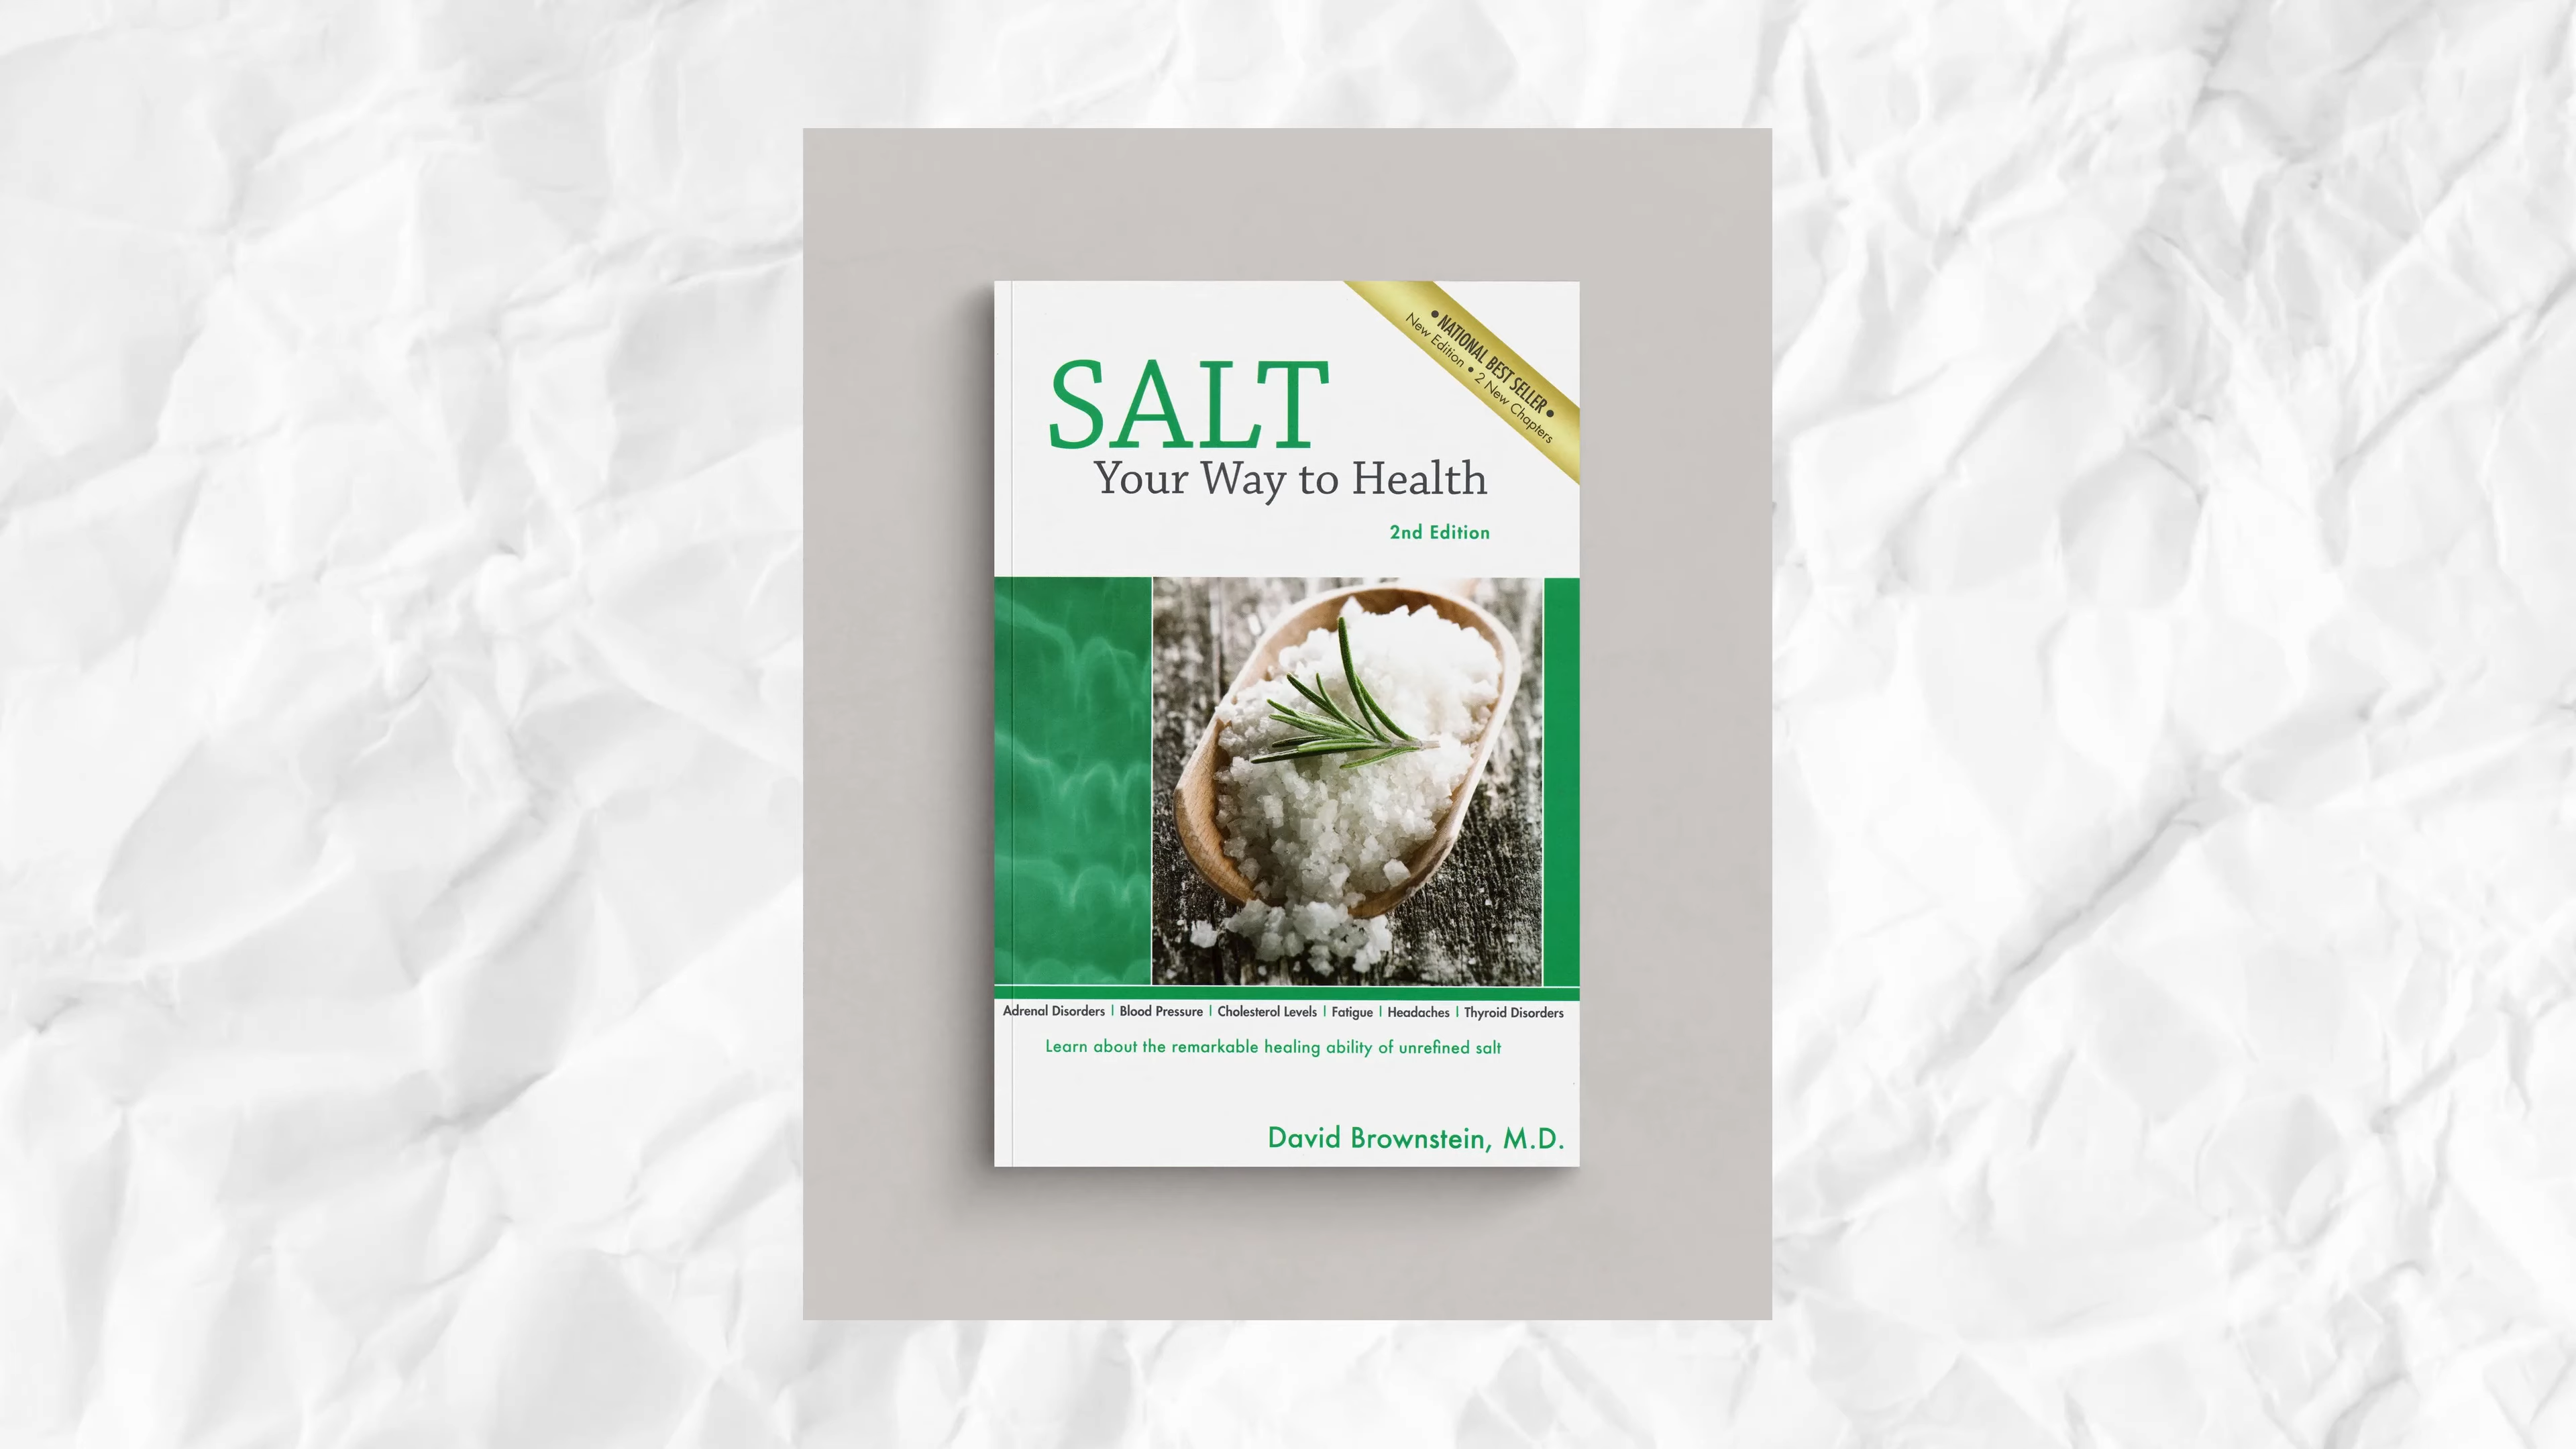 • NATIONAL BEST SELLER •
New Edition • 2 New Chapters
SALT
Your Way to Health
2nd Edition
Adrenal Disorders | Blood Pressure | Cholesterol Levels | Fatigue | Headaches | Thyroid Disorders
Learn about the remarkable healing ability of unrefined salt
David Brownstein, M.D.